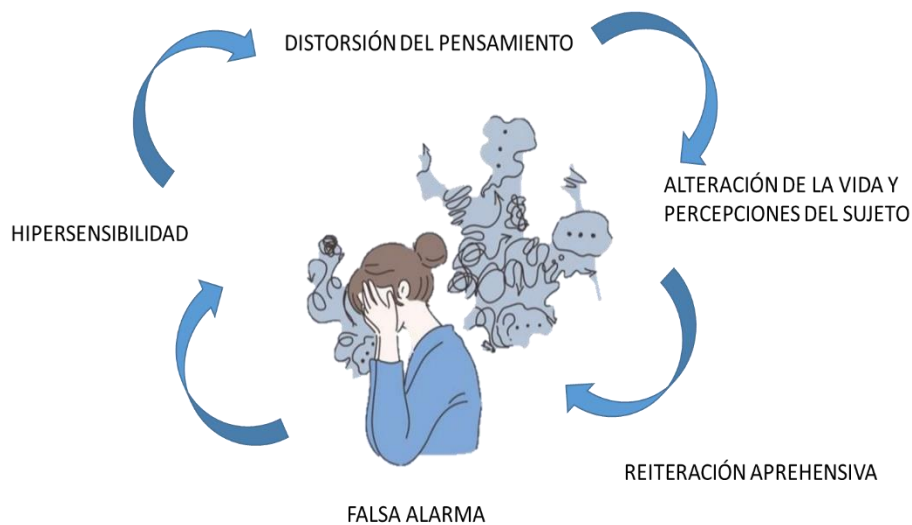 DISTORSIÓN DEL PENSAMIENTO
ALTERACIÓN DE LA VIDA Y
PERCEPCIONES DEL SUJETO
HIPERSENSIBILIDAD
REITERACIÓN APREHENSIVA
FALSA ALARMA